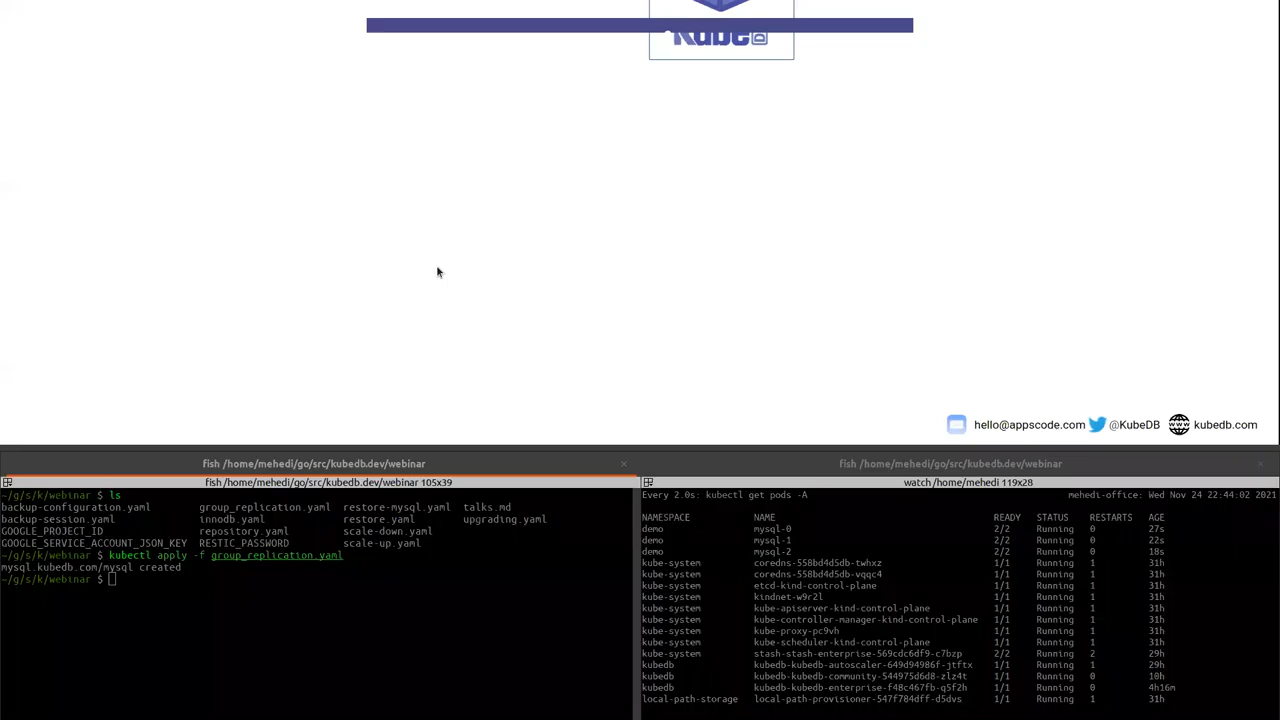 KubeD
hello@appscode.com @KubeDB kubedb.com
fish /home/mehedi/go/src/kubedb.dev/webinar
fish /home/mehedi/go/src/kubedb.dev/webinar 105x39
~/g/s/k/webinar $ ls
backup-configuration.yaml group_replication.yaml restore-mysql.yaml talks.md
backup-session.yaml innodb.yaml restore.yaml upgrading.yaml
GOOGLE_PROJECT_ID repository.yaml scale-down.yaml
GOOGLE_SERVICE_ACCOUNT_JSON_KEY RESTIC_PASSWORD scale-up.yaml
~/g/s/k/webinar $ kubectl apply -f group_replication.yaml
mysql.kubedb.com/mysql created
~/g/s/k/webinar $
fish /home/mehedi/go/src/kubedb.dev/webinar
watch /home/mehedi 119x28
Every 2.0s: kubectl get pods -A mehedi-office: Wed Nov 24 22:44:02 2021
NAMESPACE NAME READY STATUS RESTARTS AGE
demo mysql-0 2/2 Running 0 27s
demo mysql-1 2/2 Running 0 22s
demo mysql-2 2/2 Running 0 18s
kube-system coredns-558bd4d5db-twhxz 1/1 Running 1 31h
kube-system coredns-558bd4d5db-vqqc4 1/1 Running 1 31h
kube-system etcd-kind-control-plane 1/1 Running 1 31h
kube-system kindnet-w9r2l 1/1 Running 1 31h
kube-system kube-apiserver-kind-control-plane 1/1 Running 1 31h
kube-system kube-controller-manager-kind-control-plane 1/1 Running 1 31h
kube-system kube-proxy-pc9vh 1/1 Running 1 31h
kube-system kube-scheduler-kind-control-plane 1/1 Running 1 31h
kube-system stash-stash-enterprise-569cdc6df9-c7bzp 2/2 Running 2 29h
kubedb kubedb-kubedb-autoscaler-649d94986f-jtftx 1/1 Running 1 29h
kubedb kubedb-kubedb-community-544975d6d8-zlz4t 1/1 Running 0 10h
kubedb kubedb-kubedb-enterprise-f48c467fb-q5f2h 1/1 Running 0 4h16m
local-path-storage local-path-provisioner-547f784dff-d5dvs 1/1 Running 1 31h